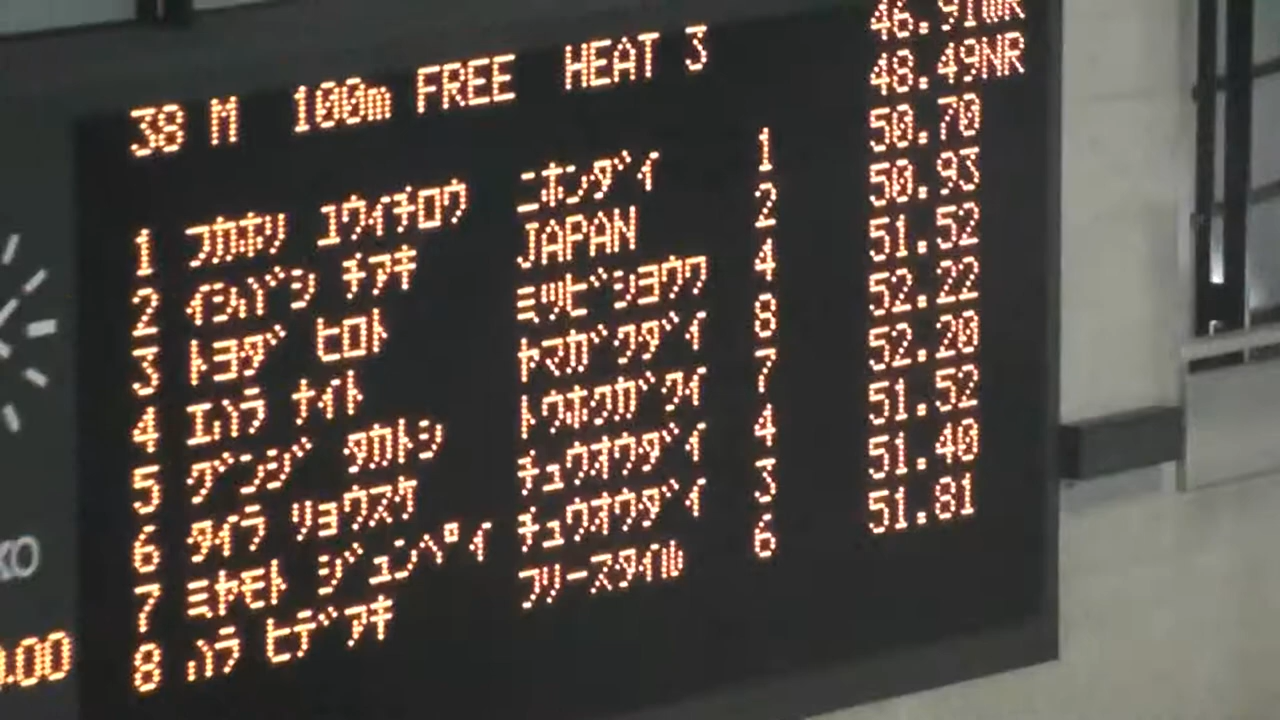 46.91WR
38 M 100m FREE HEAT 3 48.49NR
1 フカホリ ユウイチロウ ニホンダイ 1 50.70
2 イシバシ チアキ JAPAN 2 50.93
3 トヨダ ヒロト ミツビシヨウワ 4 51.52
4 エハラ ナイト ヤマガクダイ 8 52.22
5 グンジ タカトシ トウホクガクイ 7 52.20
6 タイラ リョウスケ チュウオウダイ 4 51.52
7 ミヤモト ジュンペイ チュウオウダイ 3 51.40
8 ハラ ヒデアキ フリースタイル 6 51.81
KO
.00